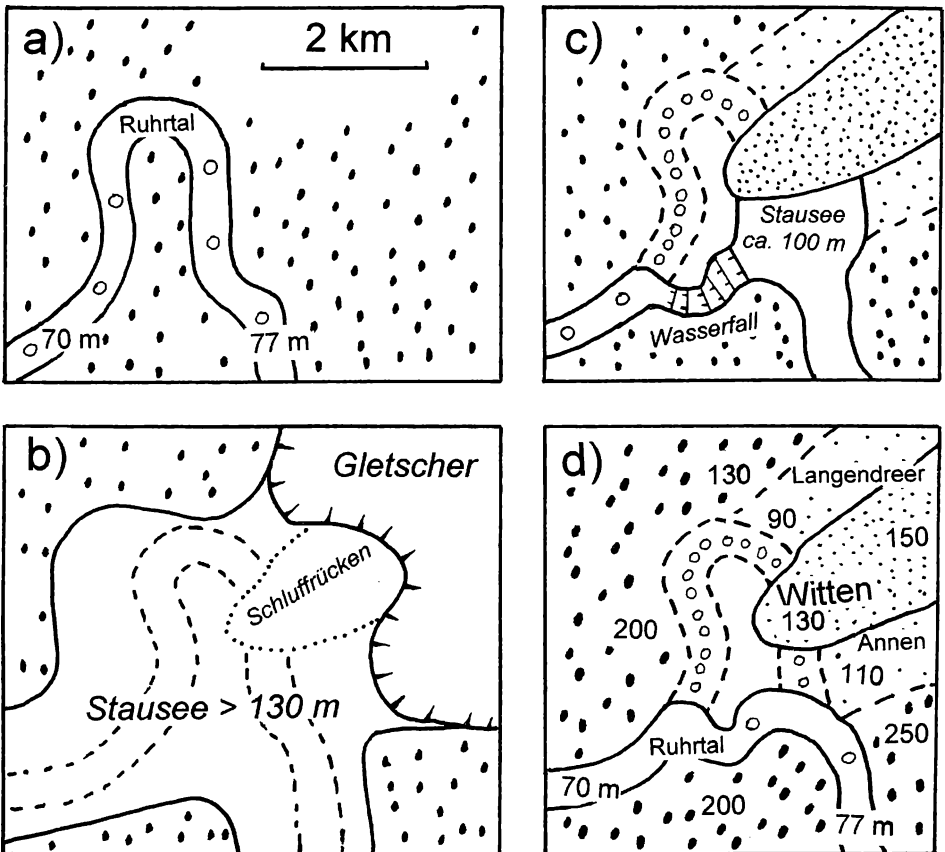 a)
2 km
Ruhrtal
70 m
77 m
c)
Stausee
ca. 100 m
Wasserfall
b)
Gletscher
Schluffrücken
Stausee > 130 m
d)
130
Langendreer
90
150
Witten
130
200
Annen
110
250
Ruhrtal
70 m
200
77 m